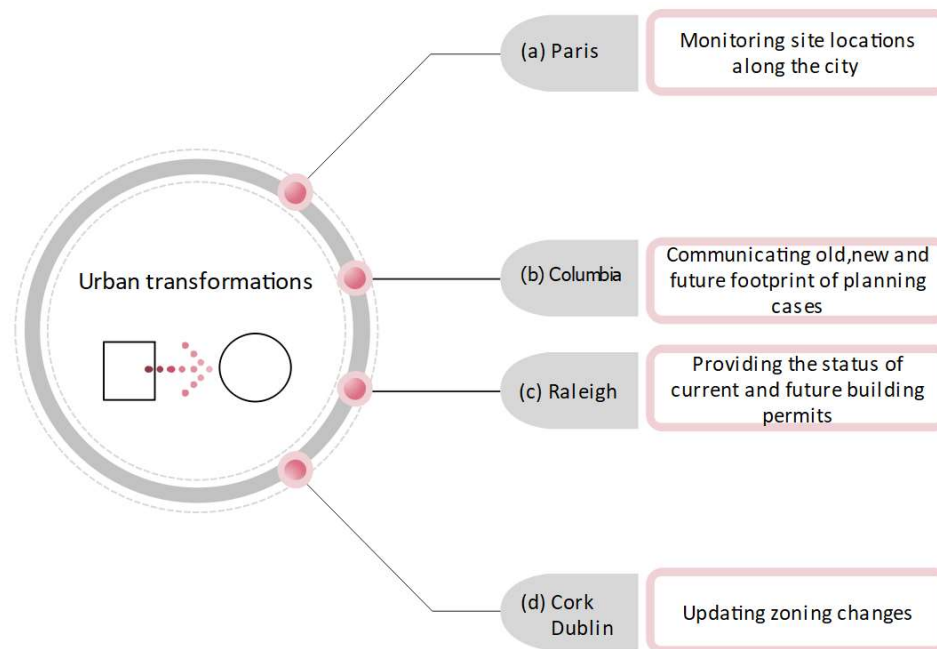 (a) Paris
Monitoring site locations
along the city
Urban transformations
(b) Columbia
Communicating old,new and
future footprint of planning
cases
(c) Raleigh
Providing the status of
current and future building
permits
(d) Cork
Dublin
Updating zoning changes